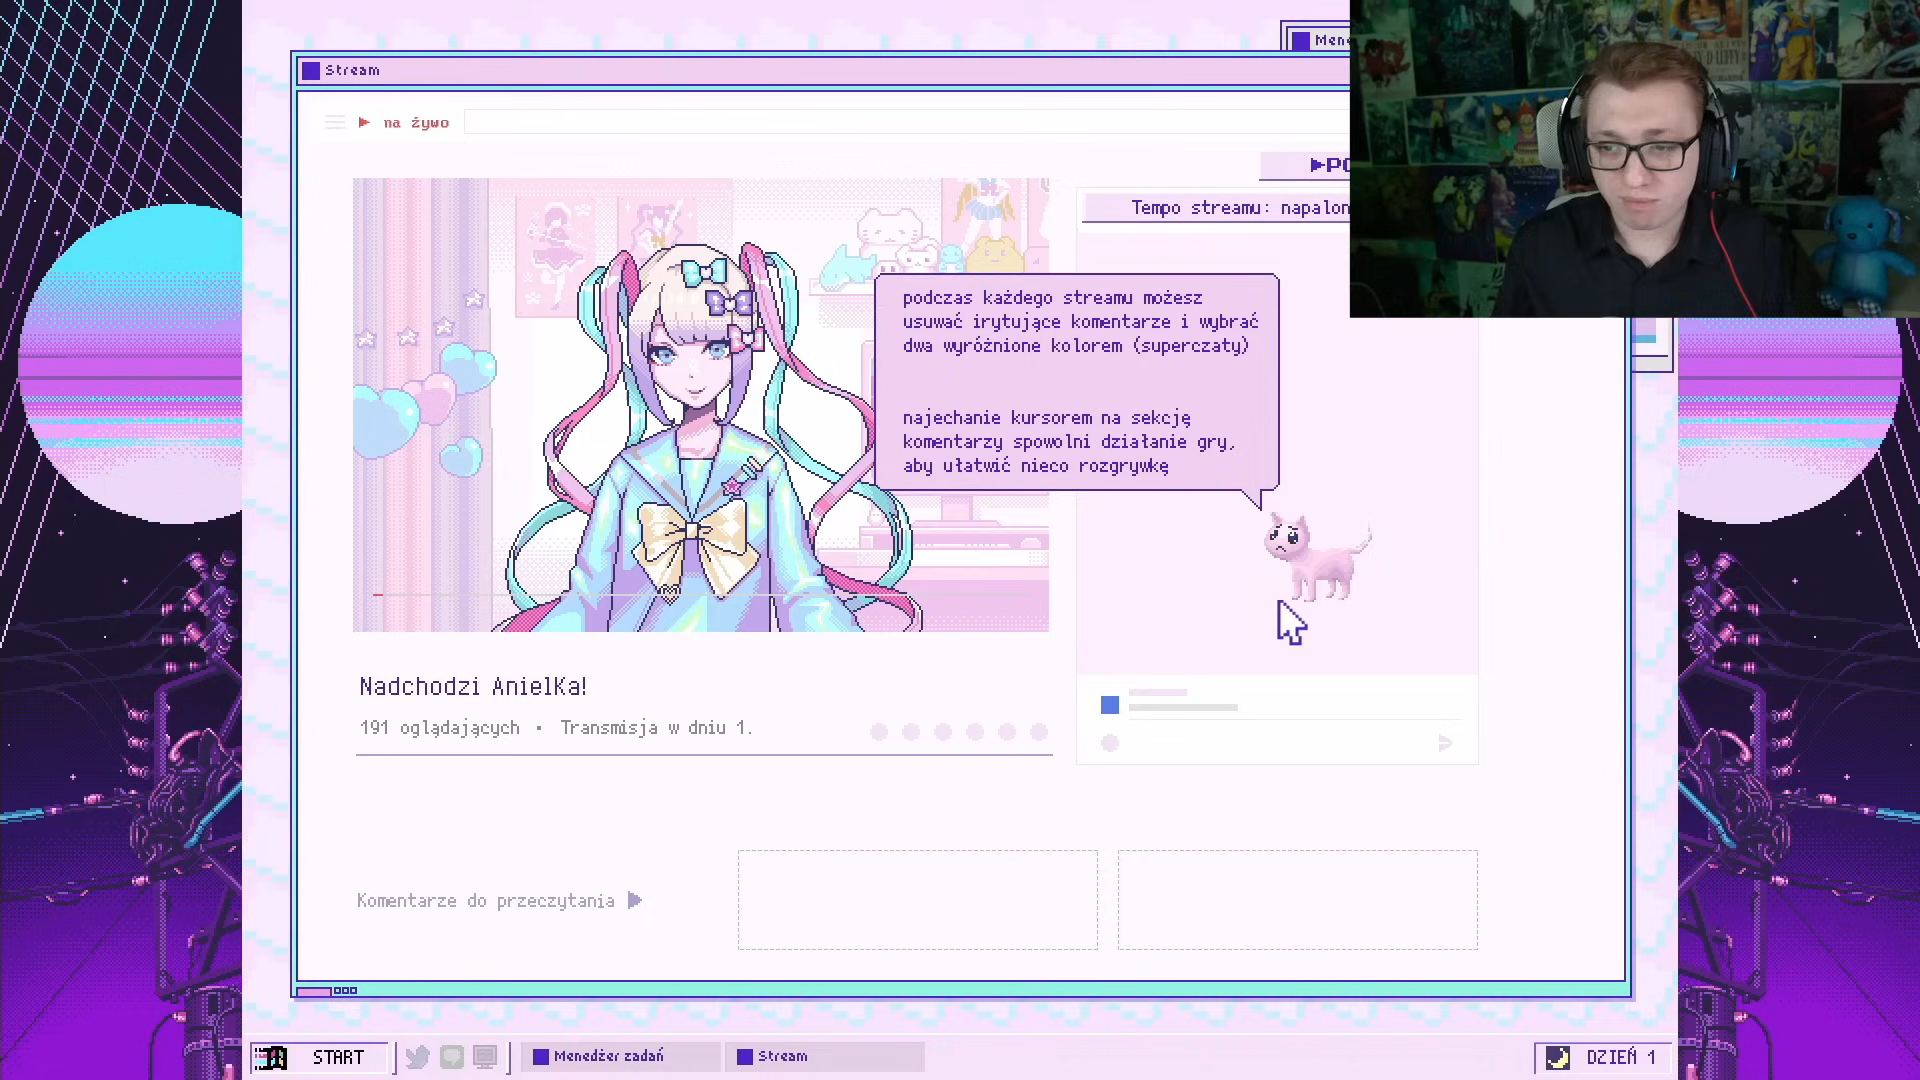 Stream
na żywo
Tempo streamu:
podczas każdego streamu możesz
usuwać irytujące komentarze i wybrać
dwa wyróżnione kolorem (superczaty)
najechanie kursorem na sekcję
komentarzy spowolni działanie gry,
aby ułatwić nieco rozgrywkę
Nadchodzi AnielKa!
191 oglądających • Transmisja w dniu 1.
Komentarze do przeczytania
START
Menedżer zadań
Stream
DZIEŃ 1